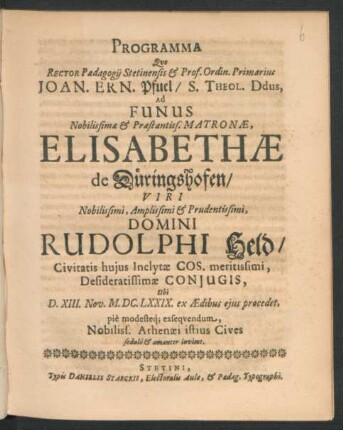 6
PROGRAMMA
Quo
RECTOR Pædagogij Stetinensis & Prof. Ordin. Primarius
JOAN. ERN. Pfuel / S. THEOL. Ddus,
Ad
FUNUS
Nobilissimæ & Præstantiss. MATRONÆ,
ELISABETHÆ
de Düringshofen /
VIRI
Nobilissimi, Amplissimi & Prudentissimi,
DOMINI
RUDOLPHI Held /
Civitatis hujus Inclytæ COS. meritissimi,
Desideratissimæ CONJUGIS,
Ubi
D. XIII. Nov. M.DC.LXXIX. ex Ædibus ejus procedet.
piè modesteq; exseqvendum,
Nobiliss. Athenæi istius Cives
sedulò & amanter invitat.
STETINI,
Typis DANIELIS STARCKII, Electoralis Aulæ, & Pædag. Typographi.